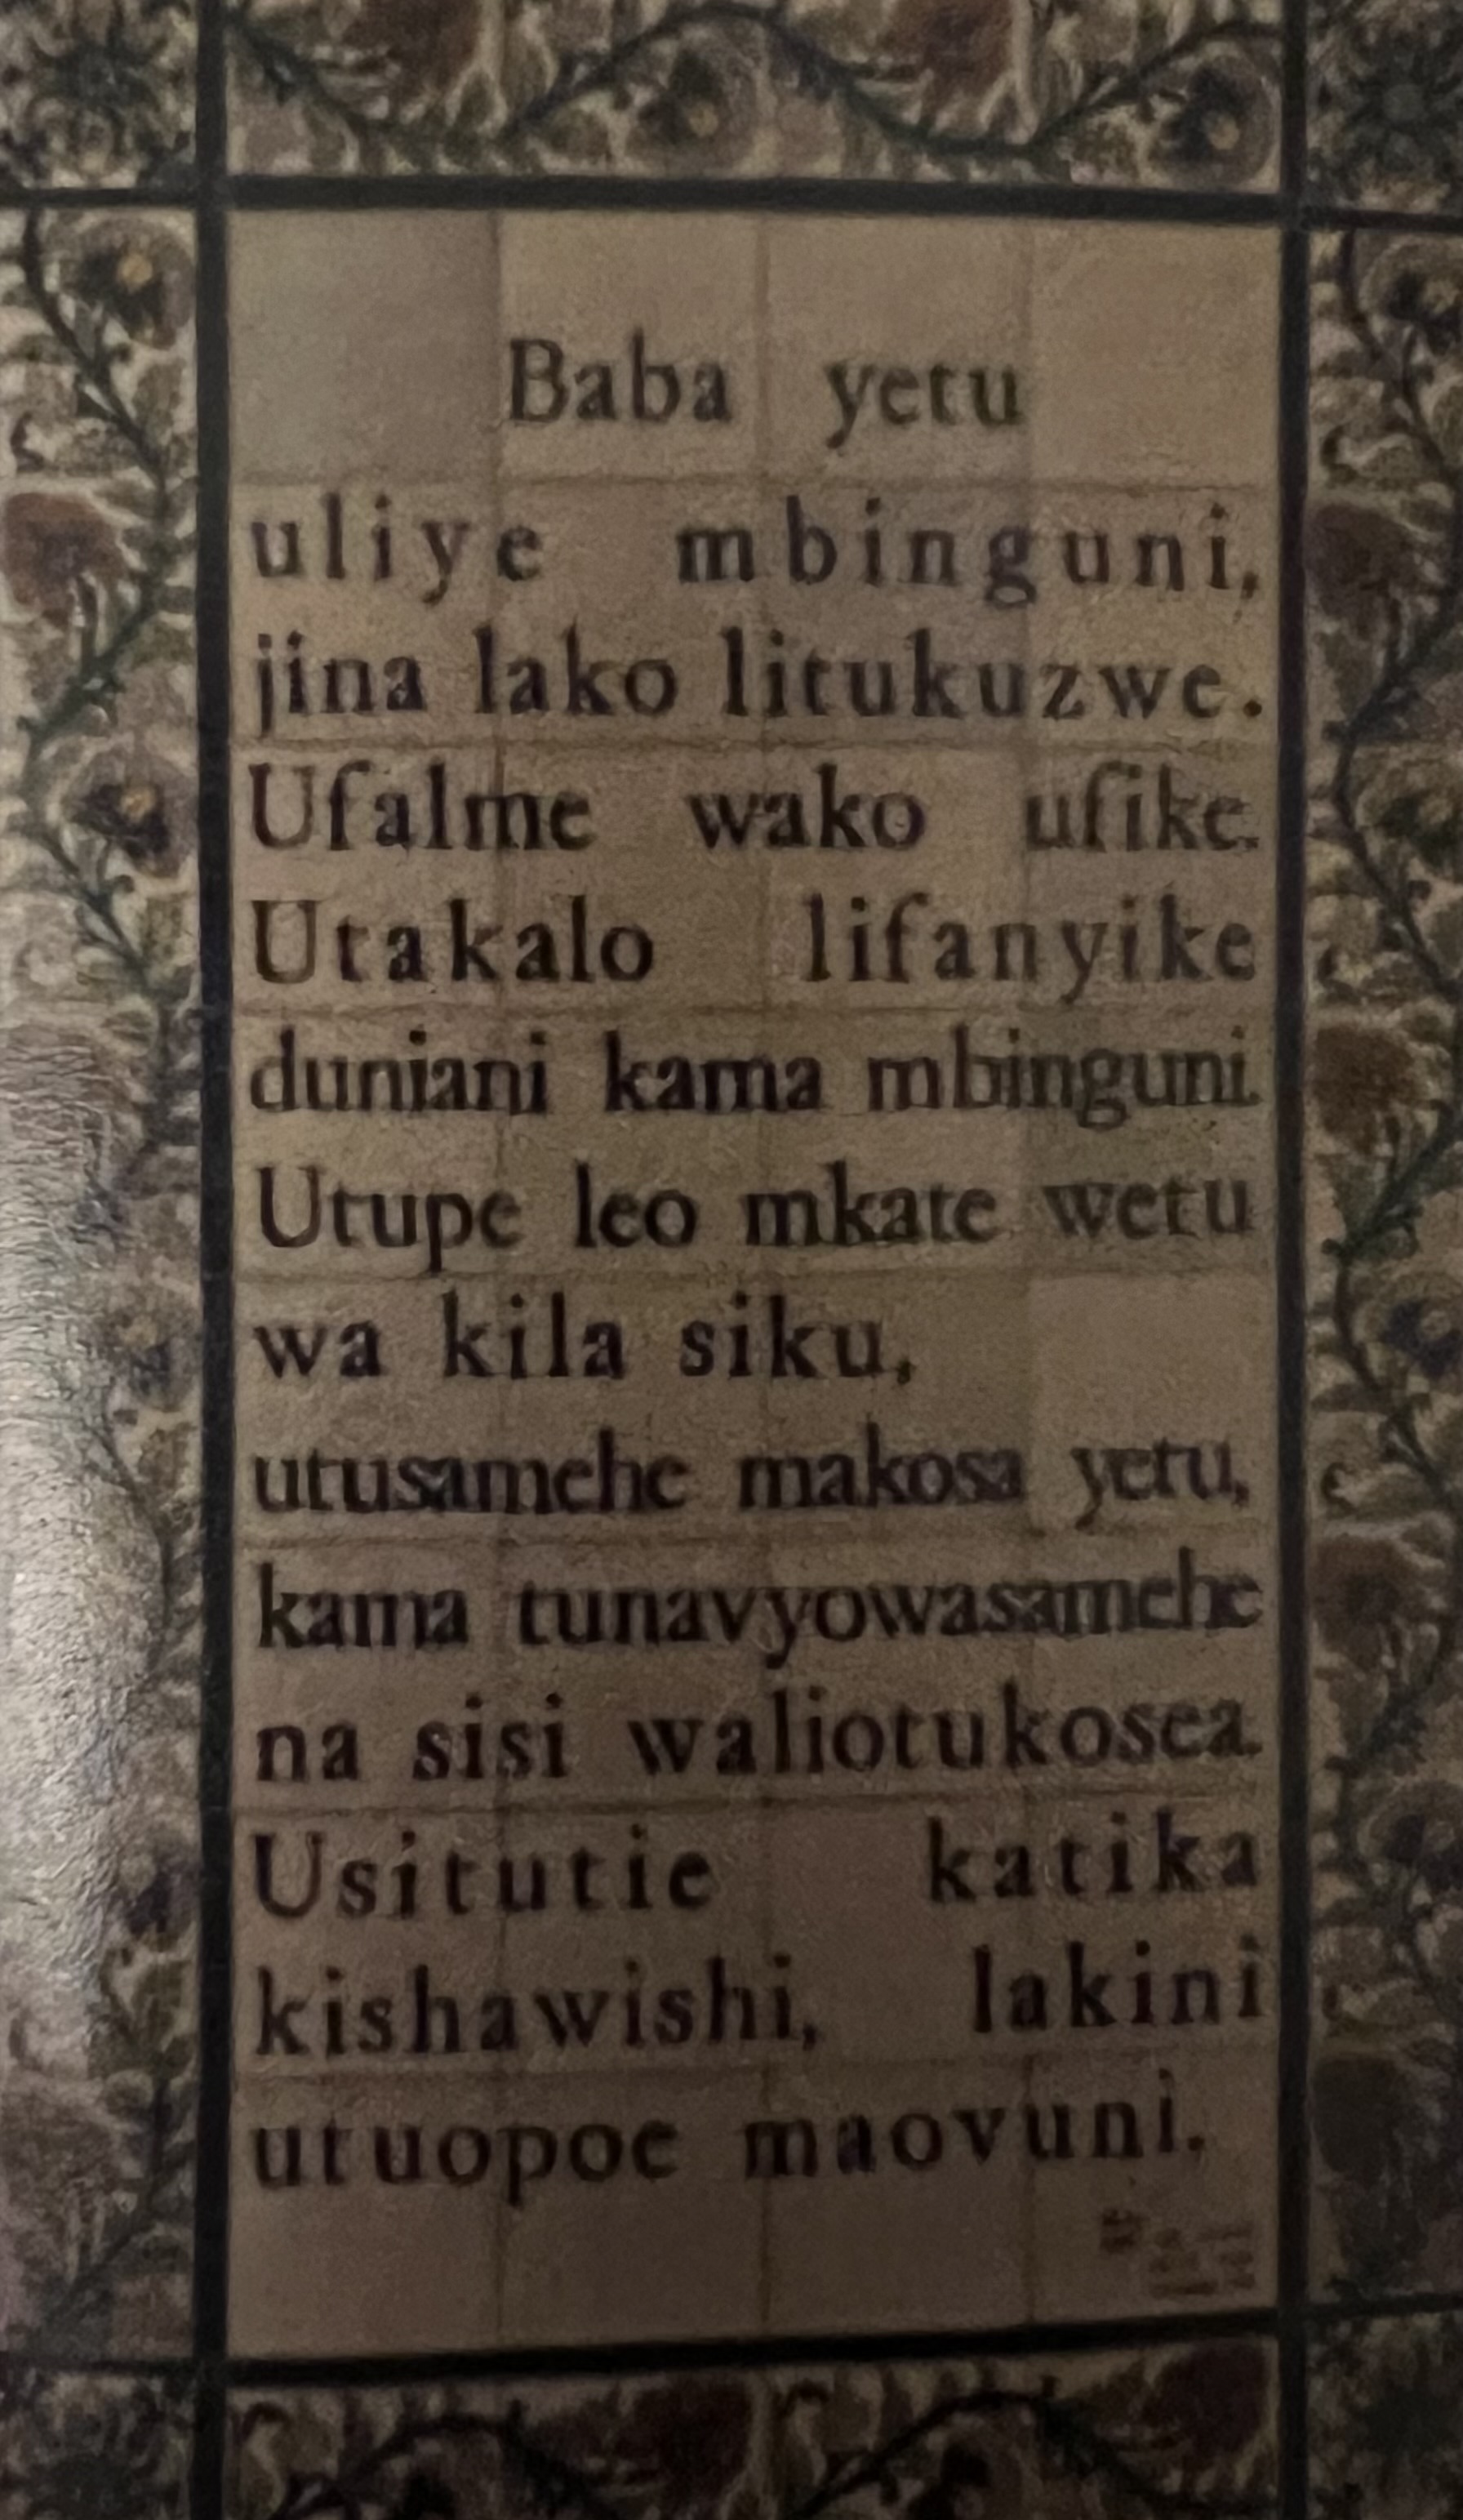 Baba yetu
uliye mbinguni,
jina lako litukuzwe.
Ufalme wako ufike.
Utakalo lifanyike
duniani kama mbinguni.
Utupe leo mkate wetu
wa kila siku,
utusamehe makosa yetu,
kama tunavyowasamehe
na sisi waliotukosea.
Usitutie katika
kishawishi, lakini
utuopoe maovuni.